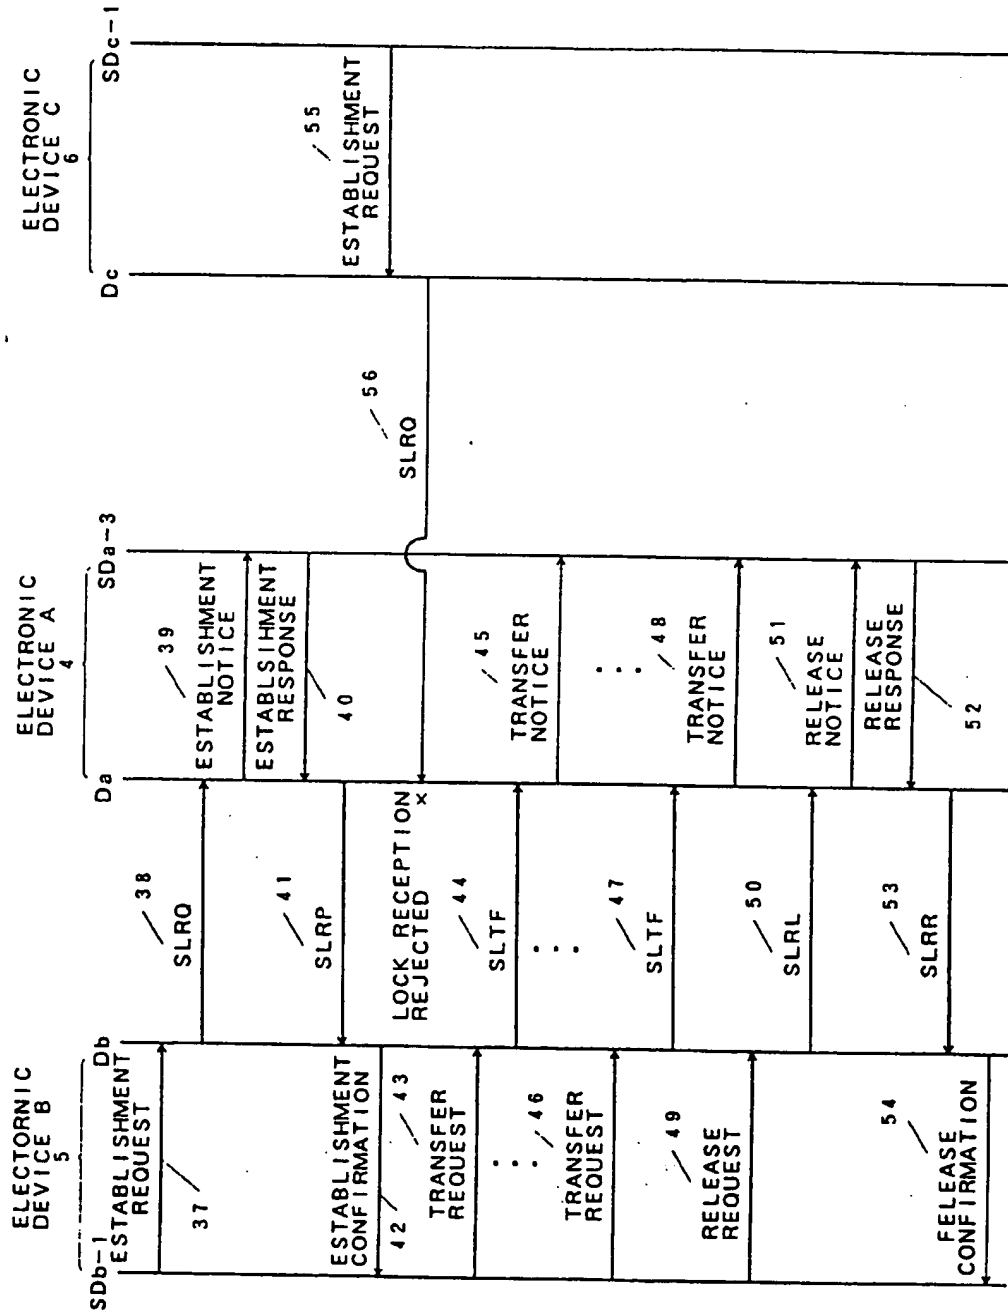 ELECTORNIC
DEVICE B
5
ELECTRONIC
DEVICE A
4
ELECTRONIC
DEVICE C
6
SDb-1
Db
Da
SDa-3
Dc
SDc-1
ESTABLISHMENT
REQUEST
37
38
SLRQ
39
ESTABLISHMENT
NOTICE
ESTABLSIHMENT
RESPONSE
40
41
SLRP
ESTABLISHMENT
CONFIRMATION
42
55
ESTABLISHMENT
REQUEST
56
SLRQ
LOCK RECEPTION
REJECTED
x
43
TRANSFER
REQUEST
44
SLTF
45
TRANSFER
NOTICE
...
...
...
46
TRANSFER
REQUEST
47
SLTF
48
TRANSFER
NOTICE
49
RELEASE
REQUEST
50
SLRL
51
RELEASE
NOTICE
RELEASE
RESPONSE
52
53
SLRR
54
FELEASE
CONFIRMATION